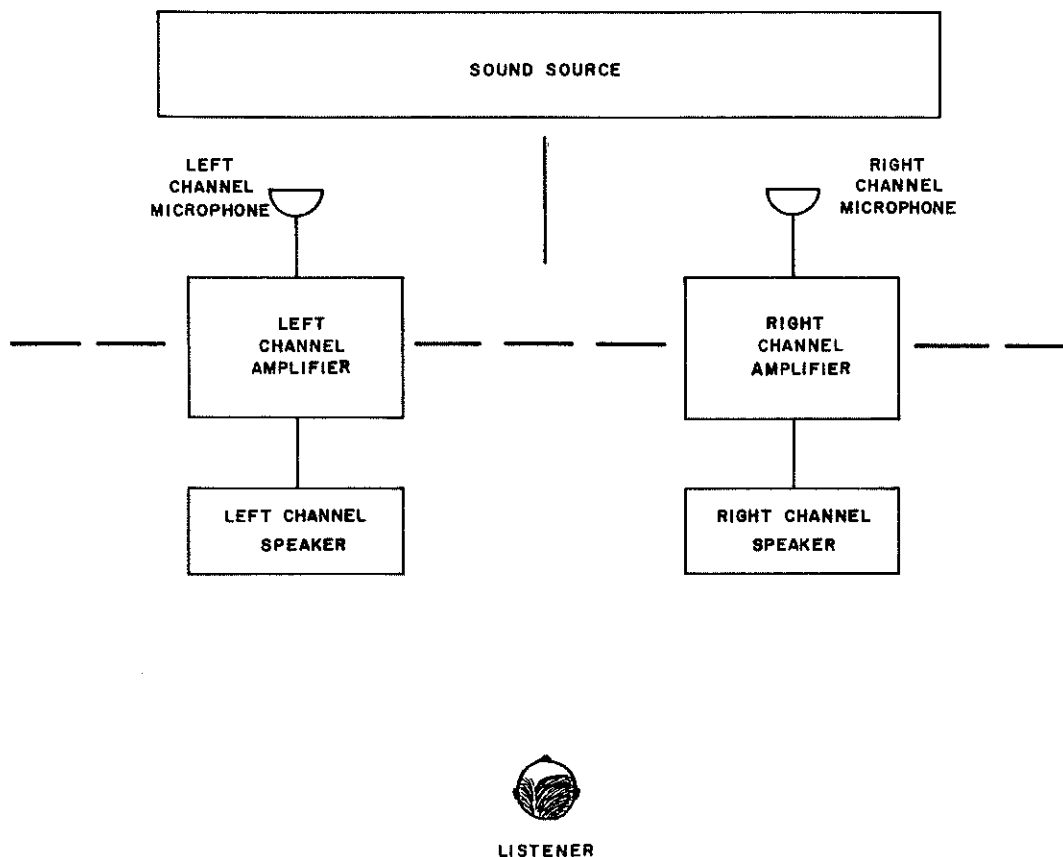 SOUND SOURCE
LEFT
CHANNEL
MICROPHONE
RIGHT
CHANNEL
MICROPHONE
LEFT
CHANNEL
AMPLIFIER
RIGHT
CHANNEL
AMPLIFIER
LEFT CHANNEL
SPEAKER
RIGHT CHANNEL
SPEAKER
LISTENER